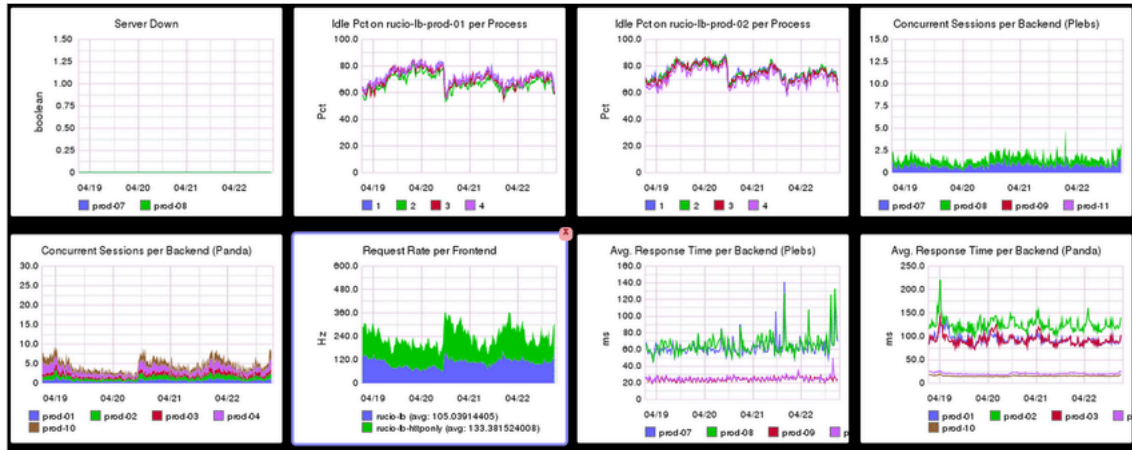 Server Down
1.50
1.25
1.00
0.75
0.50
0.25
0
boolean
04/19 04/20 04/21 04/22
prod-07 prod-08
Idle Pct on rucio-lb-prod-01 per Process
100.0
80.0
60.0
40.0
20.0
0.0
Pct
04/19 04/20 04/21 04/22
1 2 3 4
Idle Pct on rucio-lb-prod-02 per Process
100.0
80.0
60.0
40.0
20.0
0.0
Pct
04/19 04/20 04/21 04/22
1 2 3 4
Concurrent Sessions per Backend (Plebs)
15.0
12.5
10.0
7.5
5.0
2.5
0
04/19 04/20 04/21 04/22
prod-07 prod-08 prod-09 prod-11
Concurrent Sessions per Backend (Panda)
30.0
25.0
20.0
15.0
10.0
5.0
0
04/19 04/20 04/21 04/22
prod-01 prod-02 prod-03 prod-04
prod-10
X
Request Rate per Frontend
600.0
480.0
360.0
240.0
120.0
0.0
Hz
04/19 04/20 04/21 04/22
rucio-lb (avg: 105.03914405)
rucio-lb-httponly (avg: 133.381524008)
Avg. Response Time per Backend (Plebs)
160.0
140.0
120.0
100.0
80.0
60.0
40.0
20.0
0.0
ms
04/19 04/20 04/21 04/22
prod-07 prod-08 prod-09 p
Avg. Response Time per Backend (Panda)
250.0
200.0
150.0
100.0
50.0
0.0
ms
04/19 04/20 04/21 04/22
prod-01 prod-02 prod-03 p
prod-10